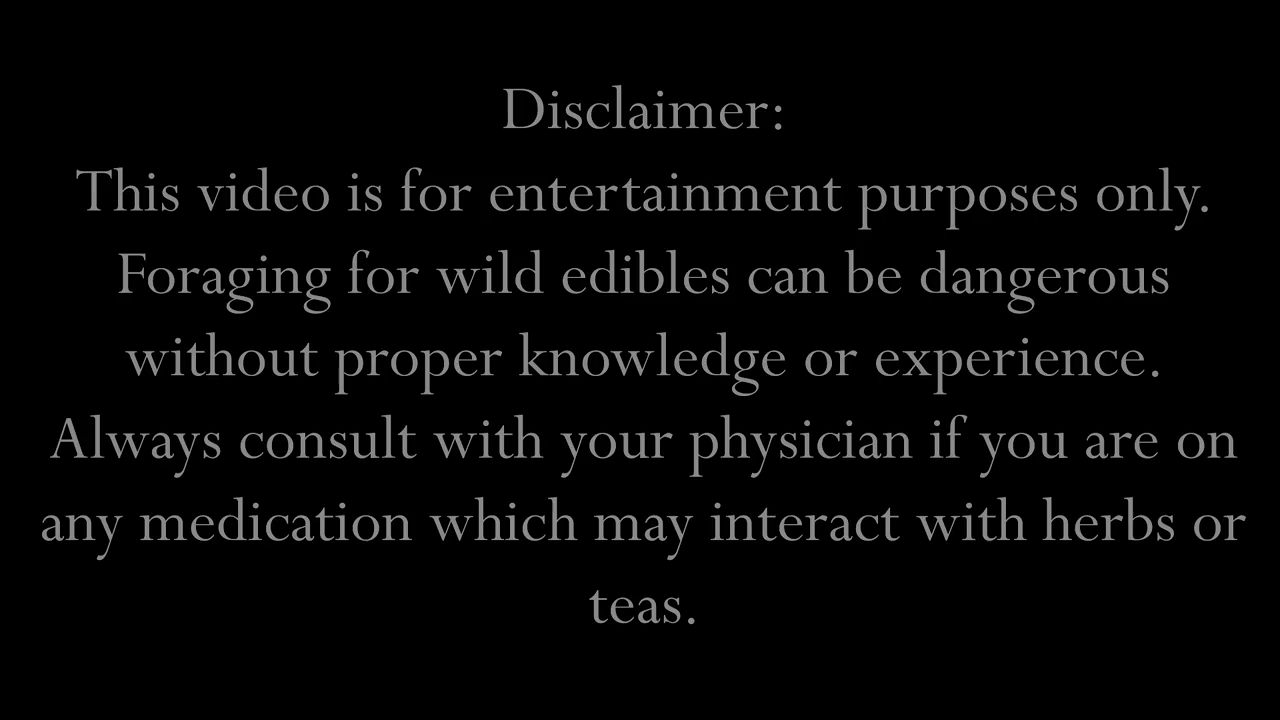 Disclaimer:
This video is for entertainment purposes only.
Foraging for wild edibles can be dangerous
without proper knowledge or experience.
Always consult with your physician if you are on
any medication which may interact with herbs or
teas.